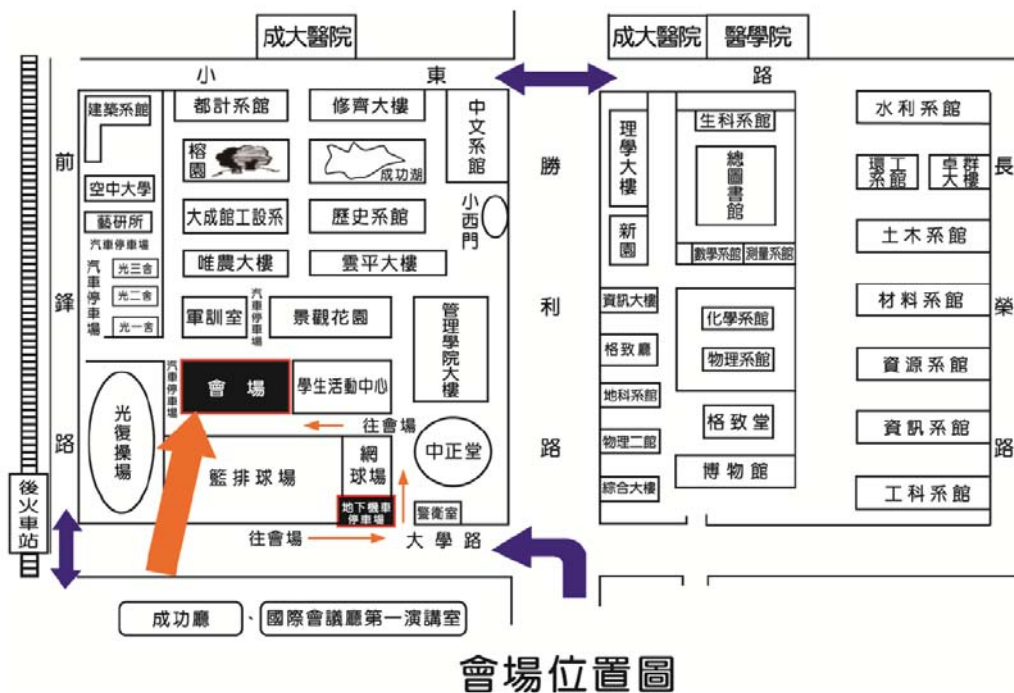 成大醫院
成大醫院
醫學院
小東路
建築系館
都計系館
修齊大樓
中文系館
榕園
成功湖
空中大學
藝研所
大成館工設系
歷史系館
小西門
汽車停車場
汽車停車場
光三舍
光二舍
光一舍
唯農大樓
雲平大樓
軍訓室
汽車停車場
景觀花園
管理學院大樓
汽車停車場
會場
學生活動中心
往會場
光復操場
籃排球場
網球場
中正堂
地下機車停車場
警衛室
往會場
大學路
前鋒路
後火車站
勝利路
理學大樓
新園
生科系館
總圖書館
數學系館
測量系館
資訊大樓
格致廳
地科系館
物理二館
綜合大樓
化學系館
物理系館
格致堂
博物館
水利系館
環工系館
卓群大樓
土木系館
材料系館
資源系館
資訊系館
工科系館
長榮路
成功廳
、
國際會議廳第一演講室
會場位置圖